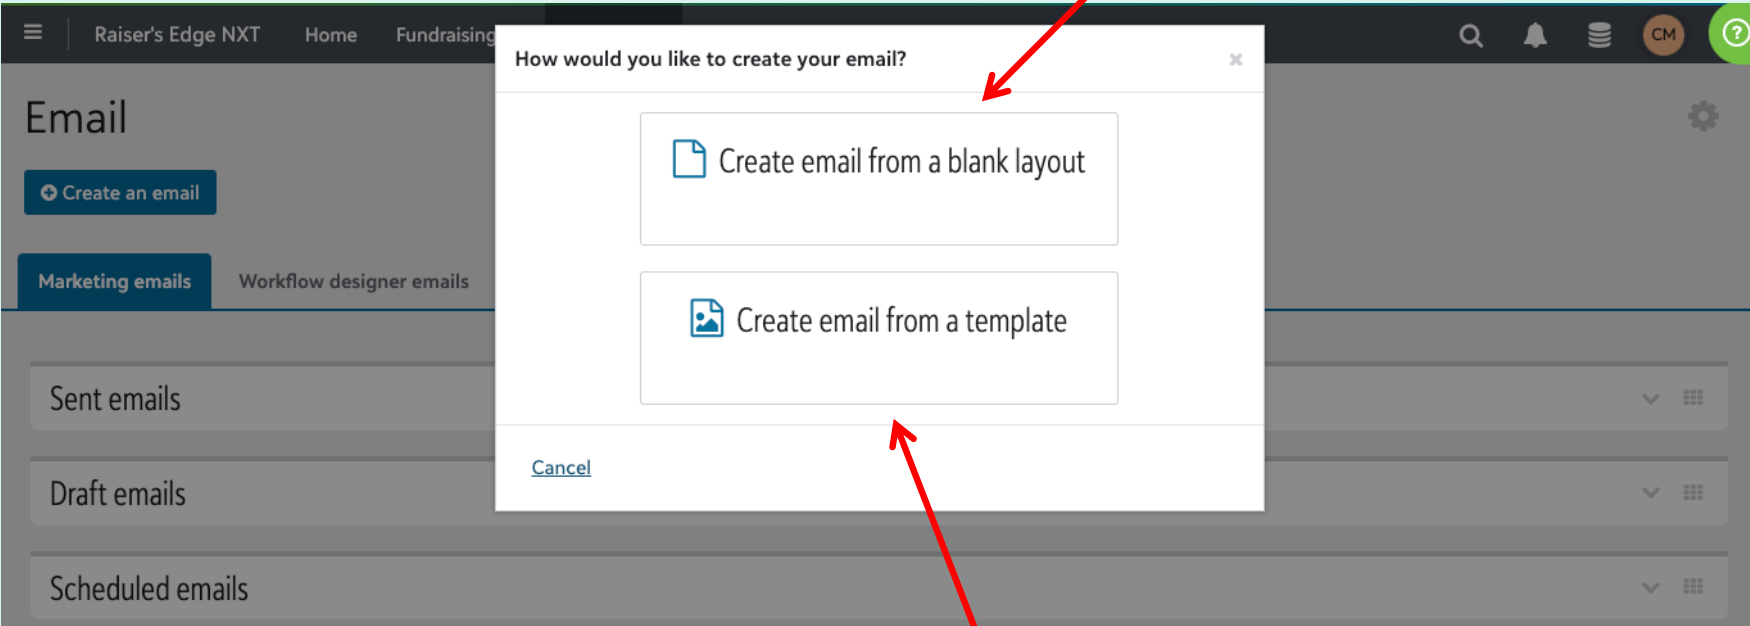 Raiser's Edge NXT Home Fundraising
CM
?
How would you like to create your email?
Email
Create an email
Create email from a blank layout
Marketing emails Workflow designer emails
Create email from a template
Sent emails
Cancel
Draft emails
Scheduled emails